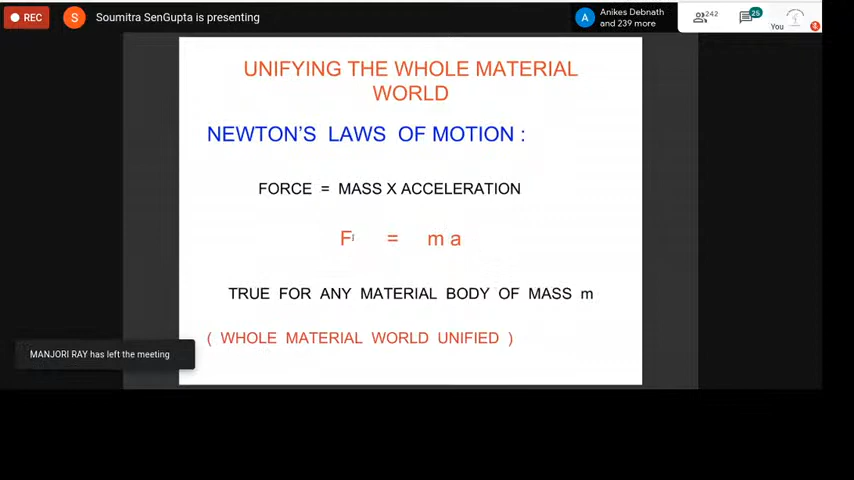 REC
S
Soumitra SenGupta is presenting
A
Anikes Debnath
and 239 more
242
25
You
UNIFYING THE WHOLE MATERIAL
WORLD
NEWTON'S LAWS OF MOTION :
FORCE = MASS X ACCELERATION
F = m a
TRUE FOR ANY MATERIAL BODY OF MASS m
( WHOLE MATERIAL WORLD UNIFIED )
MANJORI RAY has left the meeting